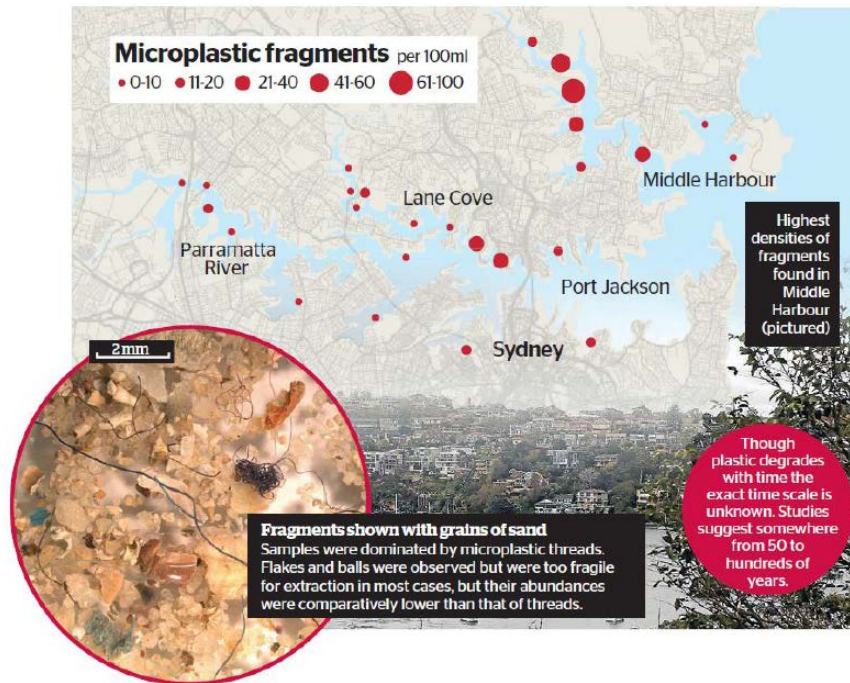 Microplastic fragments per 100ml
0-10 11-20 21-40 41-60 61-100
Middle Harbour
Lane Cove
Parramatta
River
Port Jackson
Sydney
Highest
densities of
fragments
found in
Middle
Harbour
(pictured)
2mm
Though
plastic degrades
with time the
exact time scale is
unknown. Studies
suggest somewhere
from 50 to
hundreds of
years.
Fragments shown with grains of sand
Samples were dominated by microplastic threads.
Flakes and balls were observed but were too fragile
for extraction in most cases, but their abundances
were comparatively lower than that of threads.